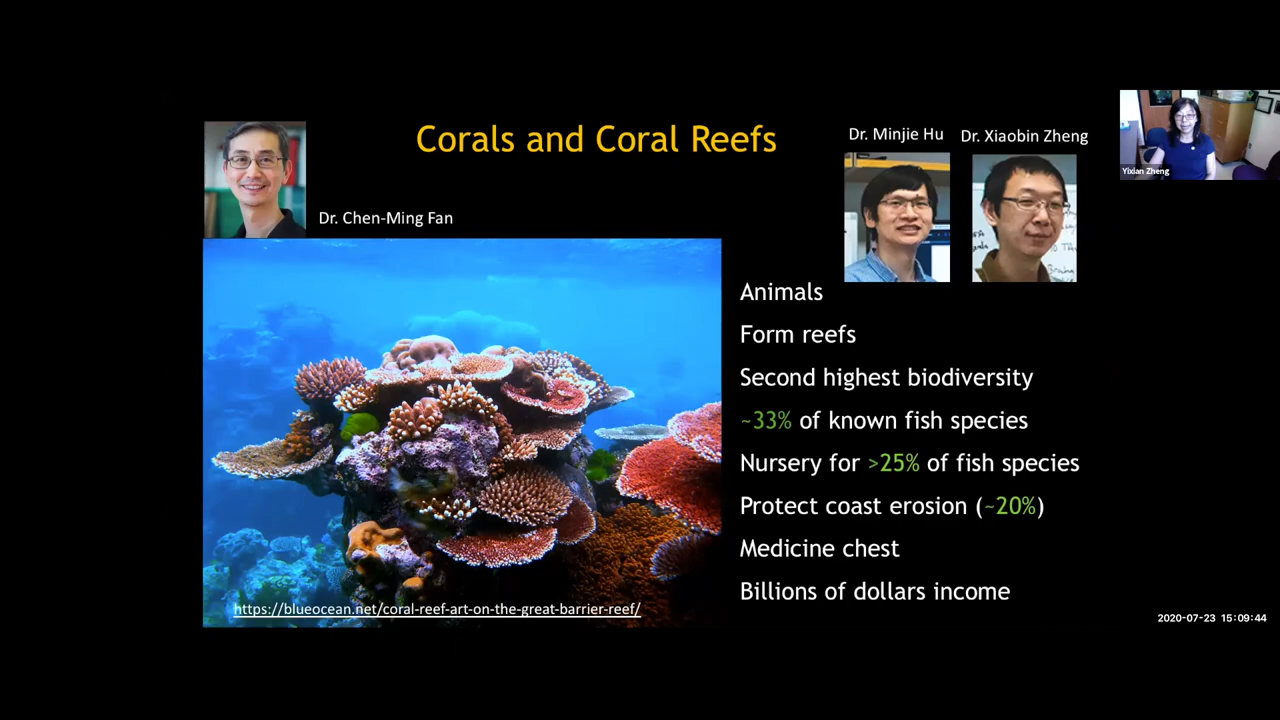 Corals and Coral Reefs
Dr. Minjie Hu
Dr. Xiaobin Zheng
Yixian Zheng
Dr. Chen-Ming Fan
Animals
Form reefs
Second highest biodiversity
~33% of known fish species
Nursery for >25% of fish species
Protect coast erosion (~20%)
Medicine chest
Billions of dollars income
https://blueocean.net/coral-reef-art-on-the-great-barrier-reef/
2020-07-23 15:09:44